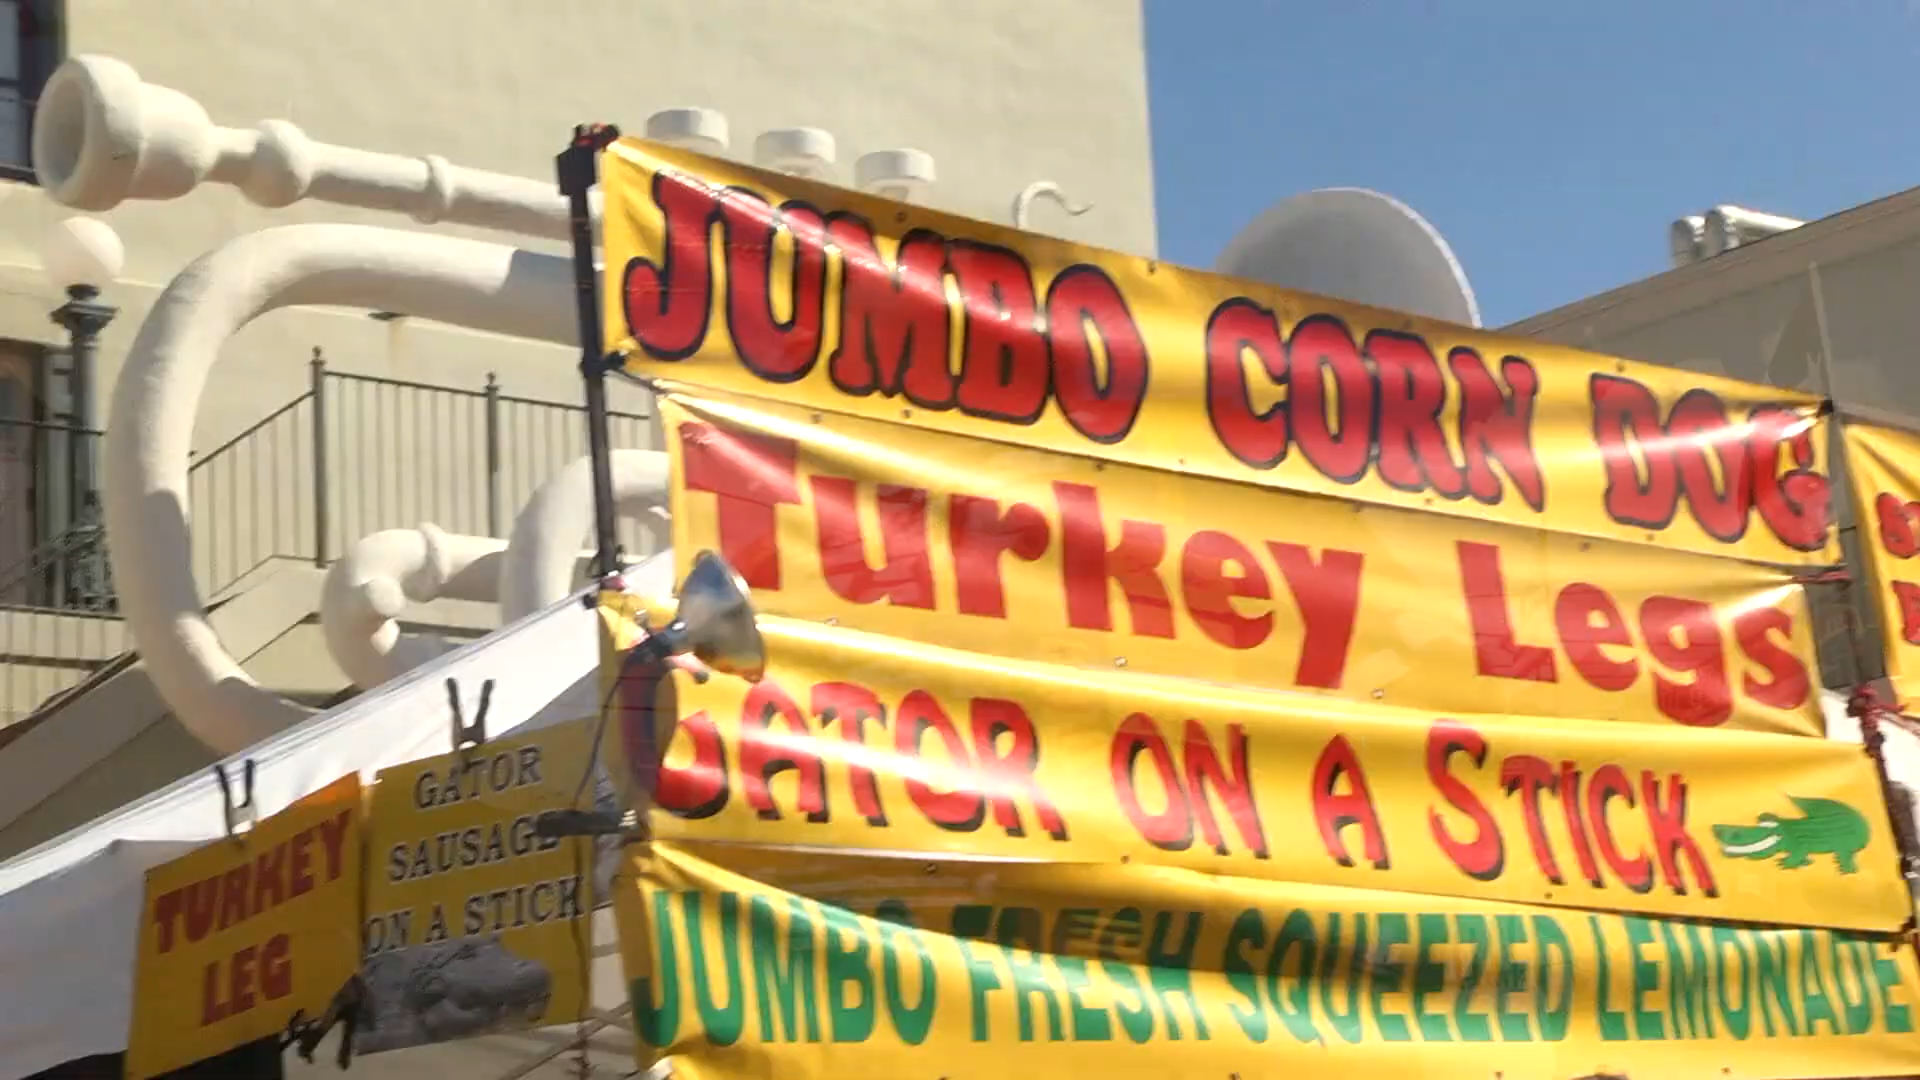 JUMBO CORN DOG
Turkey Legs
GATOR ON A STICK
JUMBO FRESH SQUEEZED LEMONADE
TURKEY
LEG
GATOR
SAUSAGE
ON A STICK